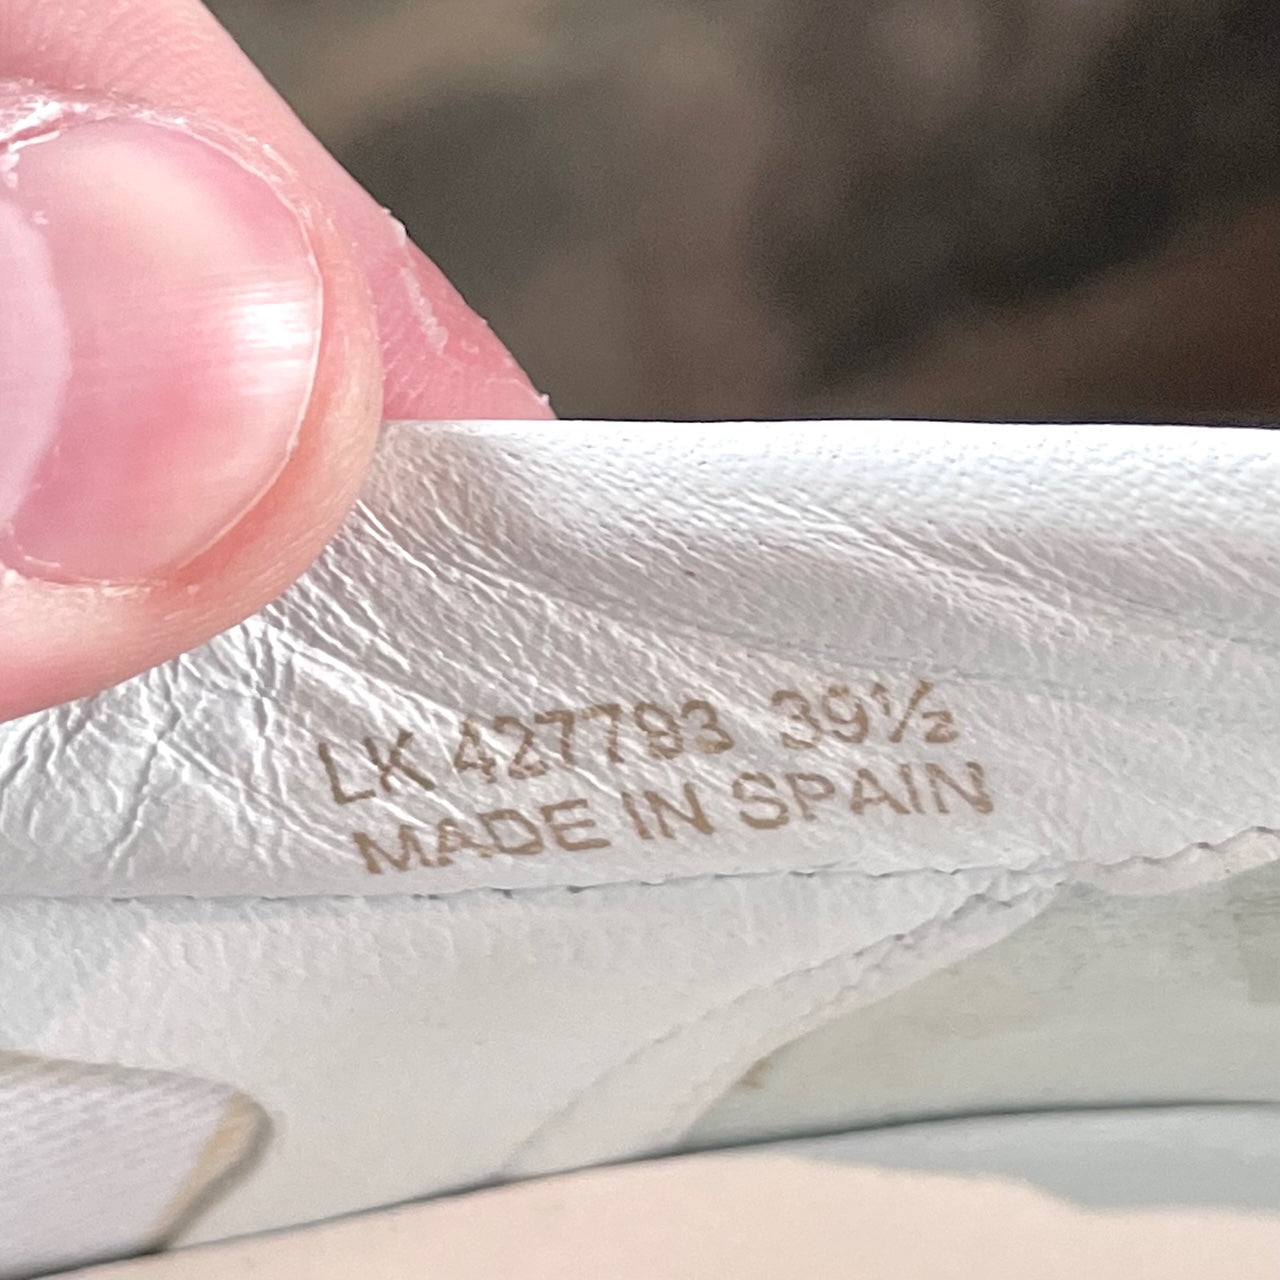 LK 427793 39½
MADE IN SPAIN